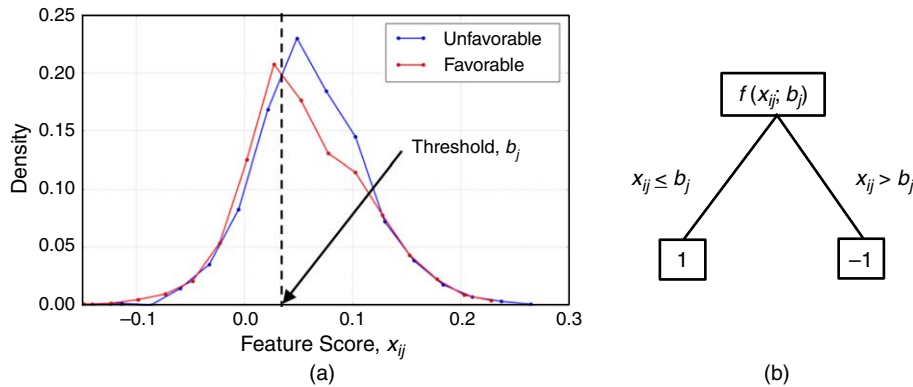 0.25
0.20
0.15
0.10
0.05
0.00
Density
Unfavorable
Favorable
Threshold, b_j
−0.1 0.0 0.1 0.2 0.3
Feature Score, x_ij
(a)
f (x_ij; b_j)
x_ij ≤ b_j
x_ij > b_j
1
−1
(b)